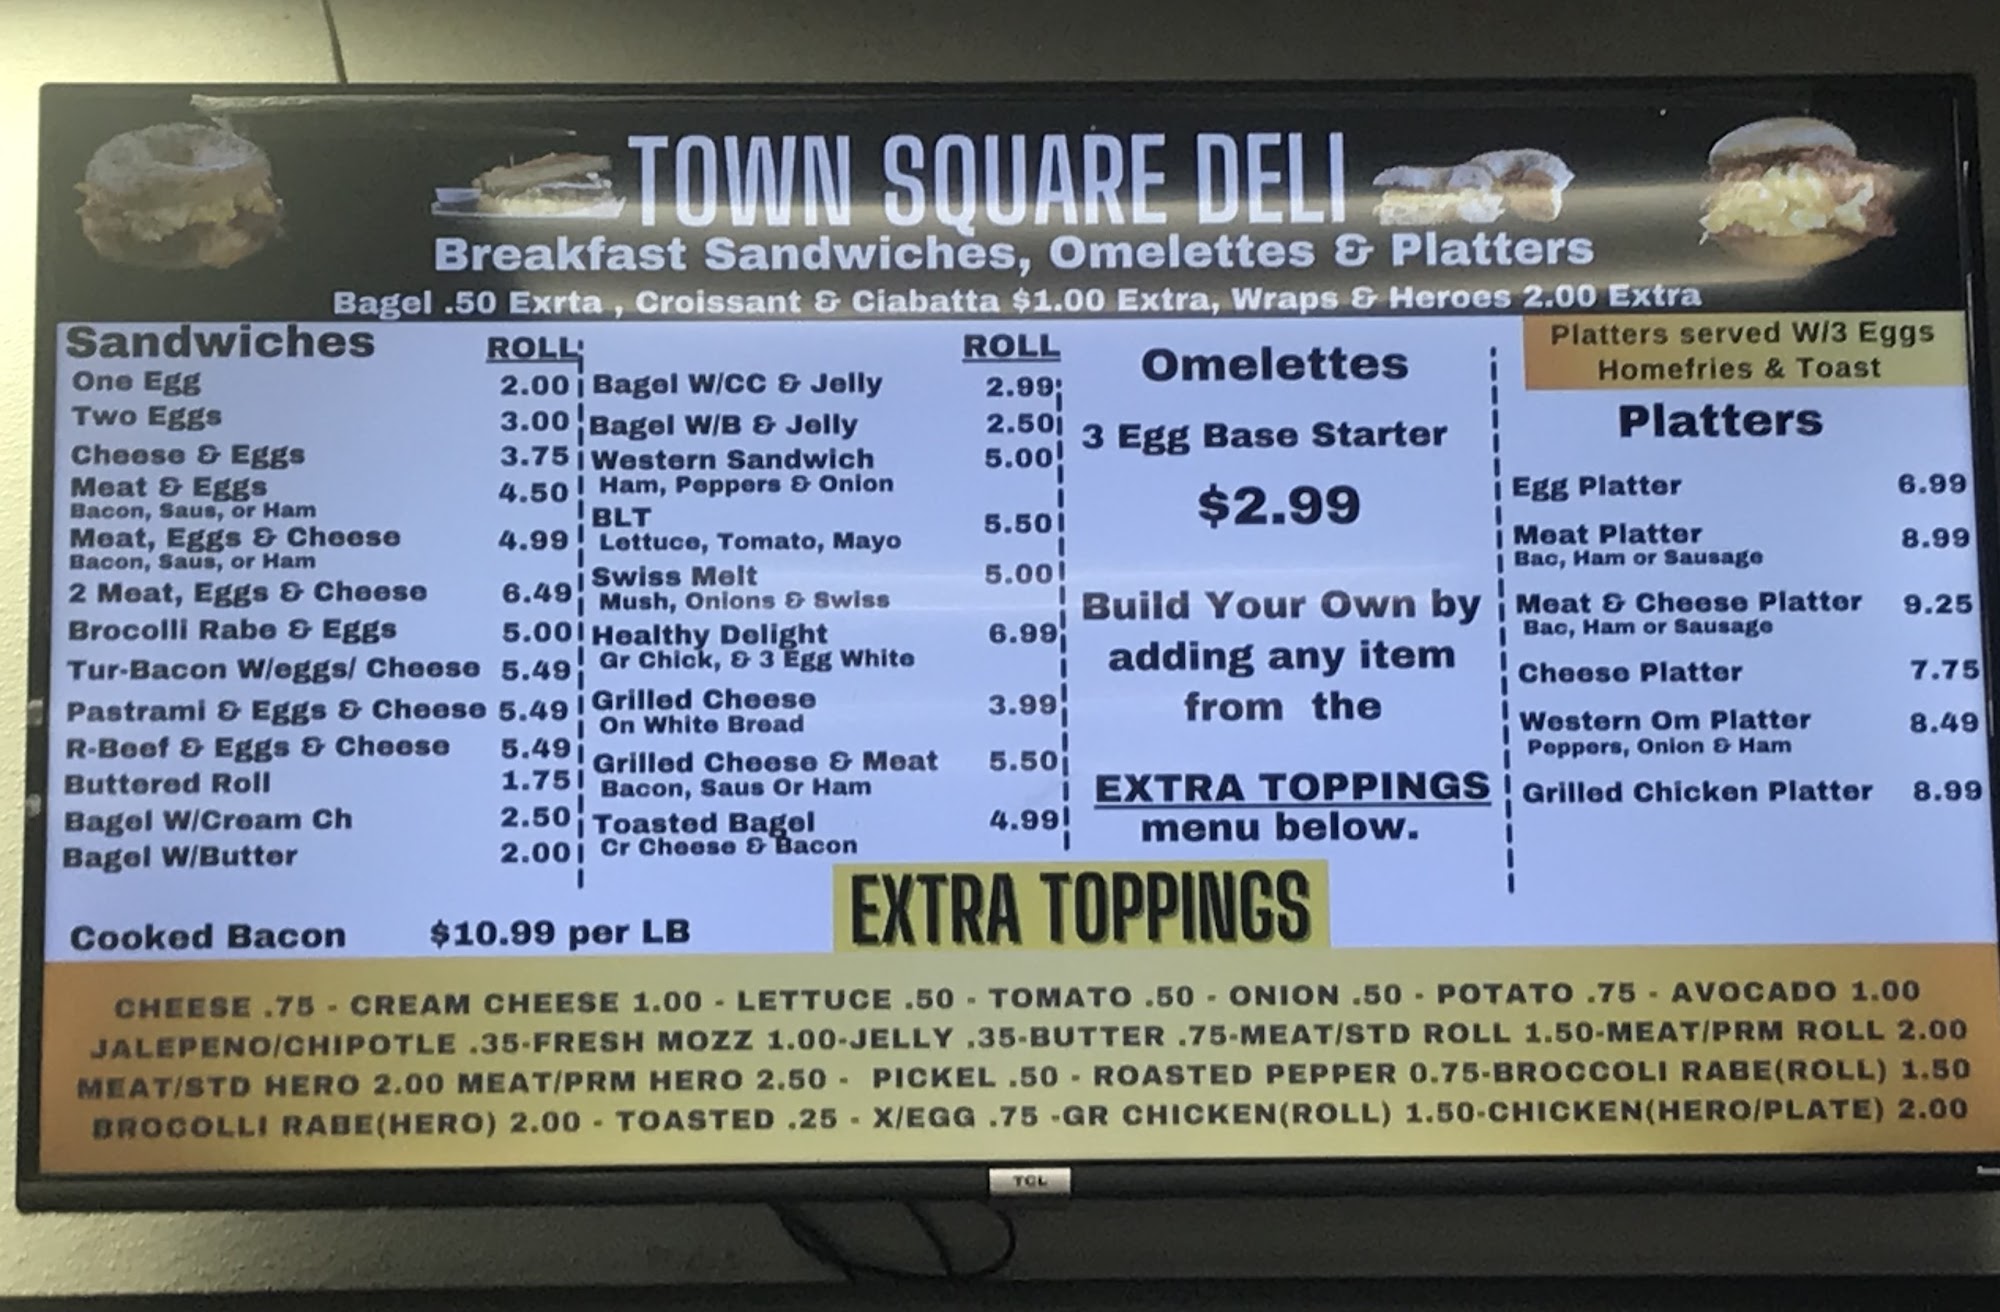 TOWN SQUARE DELI
Breakfast Sandwiches, Omelettes & Platters
Bagel .50 Exrta , Croissant & Ciabatta $1.00 Extra, Wraps & Heroes 2.00 Extra
Sandwiches ROLL
One Egg 2.00
Two Eggs 3.00
Cheese & Eggs 3.75
Meat & Eggs 4.50
Bacon, Saus, or Ham
Meat, Eggs & Cheese 4.99
Bacon, Saus, or Ham
2 Meat, Eggs & Cheese 6.49
Brocolli Rabe & Eggs 5.00
Tur-Bacon W/eggs/ Cheese 5.49
Pastrami & Eggs & Cheese 5.49
R-Beef & Eggs & Cheese 5.49
Buttered Roll 1.75
Bagel W/Cream Ch 2.50
Bagel W/Butter 2.00
Cooked Bacon $10.99 per LB
ROLL
Bagel W/CC & Jelly 2.99
Bagel W/B & Jelly 2.50
Western Sandwich 5.00
Ham, Peppers & Onion
BLT 5.50
Lettuce, Tomato, Mayo
Swiss Melt 5.00
Mush, Onions & Swiss
Healthy Delight 6.99
Gr Chick, & 3 Egg White
Grilled Cheese 3.99
On White Bread
Grilled Cheese & Meat 5.50
Bacon, Saus Or Ham
Toasted Bagel 4.99
Cr Cheese & Bacon
Omelettes
3 Egg Base Starter
$2.99
Build Your Own by
adding any item
from the
EXTRA TOPPINGS
menu below.
Platters served W/3 Eggs
Homefries & Toast
Platters
Egg Platter 6.99
Meat Platter 8.99
Bac, Ham or Sausage
Meat & Cheese Platter 9.25
Bac, Ham or Sausage
Cheese Platter 7.75
Western Om Platter 8.49
Peppers, Onion & Ham
Grilled Chicken Platter 8.99
EXTRA TOPPINGS
CHEESE .75 - CREAM CHEESE 1.00 - LETTUCE .50 - TOMATO .50 - ONION .50 - POTATO .75 - AVOCADO 1.00
JALEPENO/CHIPOTLE .35-FRESH MOZZ 1.00-JELLY .35-BUTTER .75-MEAT/STD ROLL 1.50-MEAT/PRM ROLL 2.00
MEAT/STD HERO 2.00 MEAT/PRM HERO 2.50 - PICKEL .50 - ROASTED PEPPER 0.75-BROCCOLI RABE(ROLL) 1.50
BROCOLLI RABE(HERO) 2.00 - TOASTED .25 - X/EGG .75 -GR CHICKEN(ROLL) 1.50-CHICKEN(HERO/PLATE) 2.00
TCL